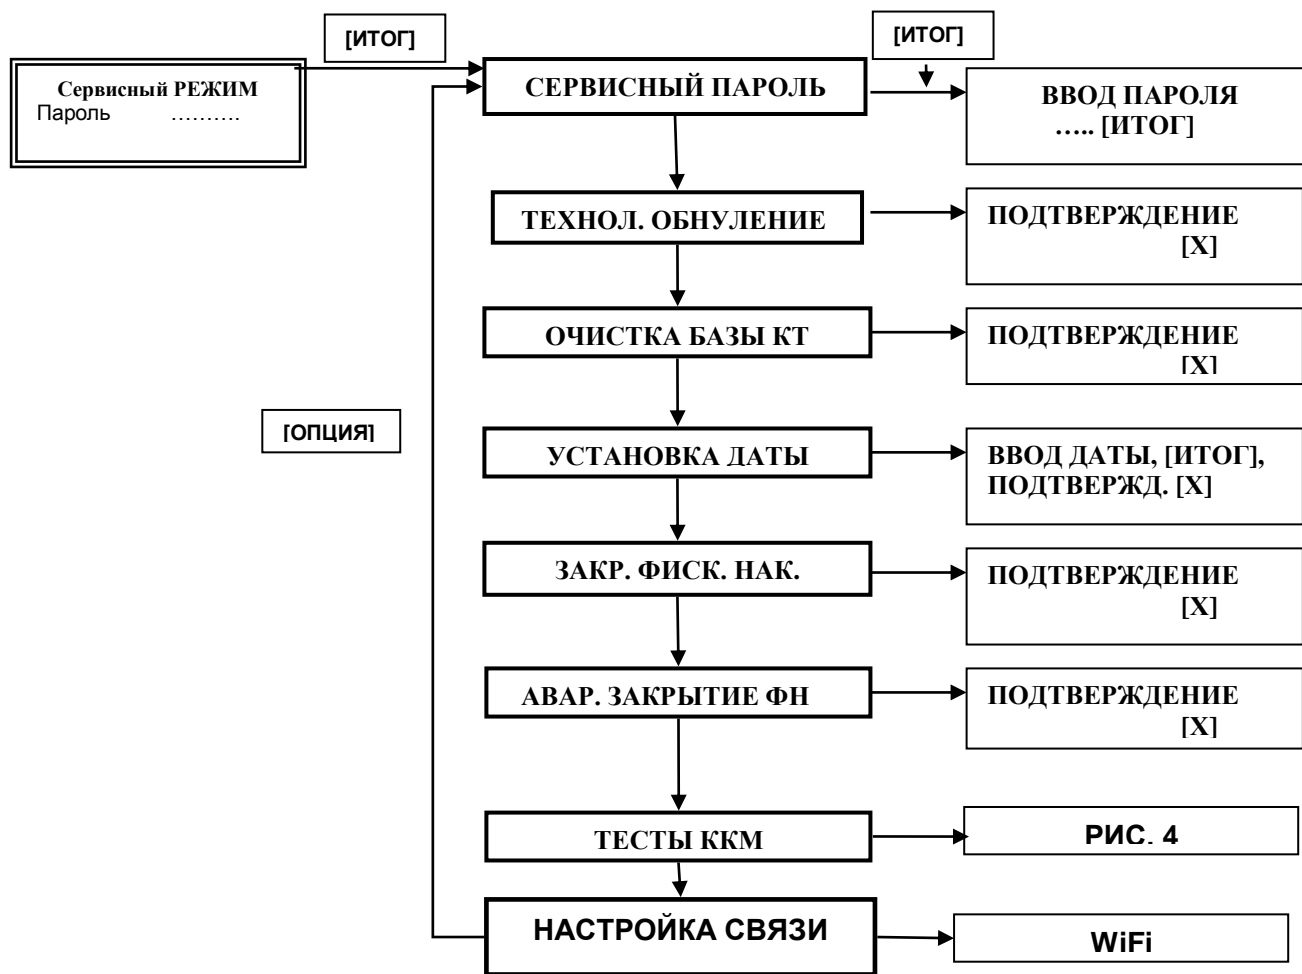 [ИТОГ]
[ИТОГ]
Сервисный РЕЖИМ
Пароль ……….
СЕРВИСНЫЙ ПАРОЛЬ
ВВОД ПАРОЛЯ
….. [ИТОГ]
ТЕХНОЛ. ОБНУЛЕНИЕ
ПОДТВЕРЖДЕНИЕ
[X]
ОЧИСТКА БАЗЫ КТ
ПОДТВЕРЖДЕНИЕ
[X]
[ОПЦИЯ]
УСТАНОВКА ДАТЫ
ВВОД ДАТЫ, [ИТОГ],
ПОДТВЕРЖД. [X]
ЗАКР. ФИСК. НАК.
ПОДТВЕРЖДЕНИЕ
[X]
АВАР. ЗАКРЫТИЕ ФН
ПОДТВЕРЖДЕНИЕ
[X]
ТЕСТЫ ККМ
РИС. 4
НАСТРОЙКА СВЯЗИ
WiFi